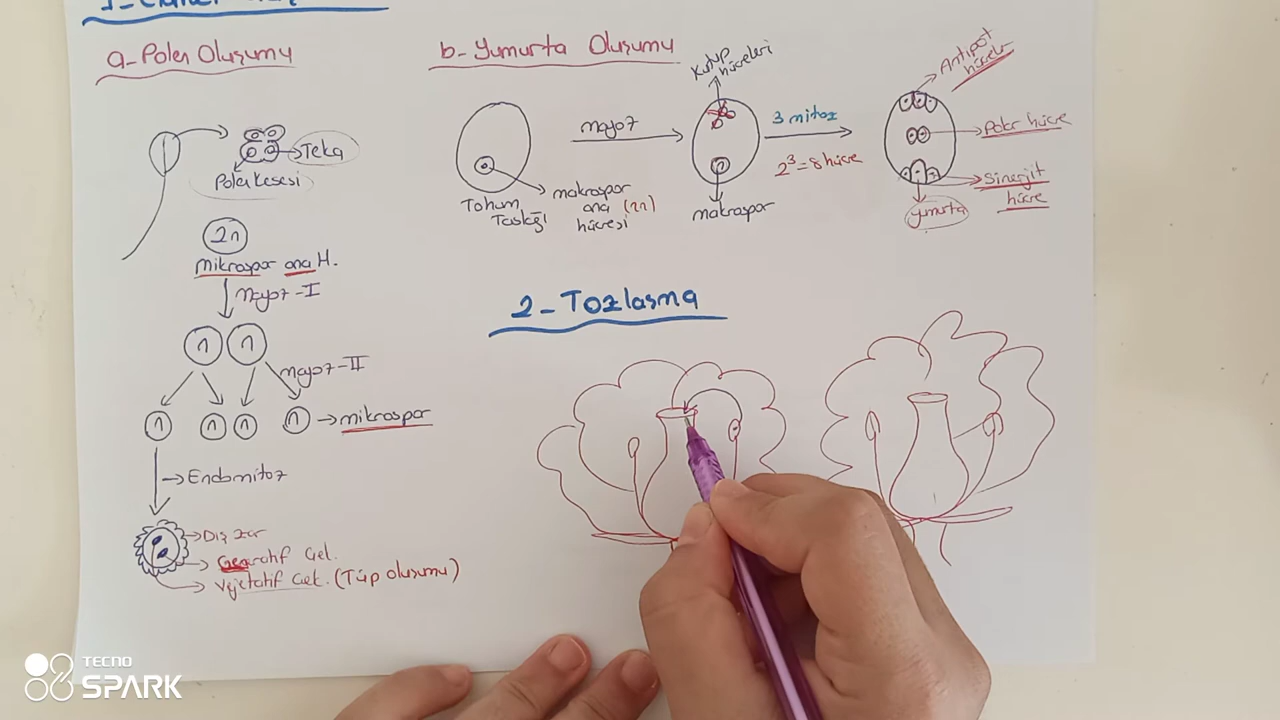 a- Polen Oluşumu
Teka
Polen kesesi
2n
Mikrospor ana H.
Mayoz-I
n n
Mayoz-II
n n n n → mikrospor
Endomitoz
Dış zar
Generatif Çek.
Vejetatif Çek. (Tüp oluşumu)
b- Yumurta Oluşumu
Tohum
Taslağı
makrospor
ana (2n)
hücresi
mayoz
Kutup
hücreleri
makrospor
3 mitoz
2³=8 hücre
Antipot
hücreler
Polar hücre
Sinerjit
hücre
yumurta
2- Tozlaşma
TECNO
SPARK